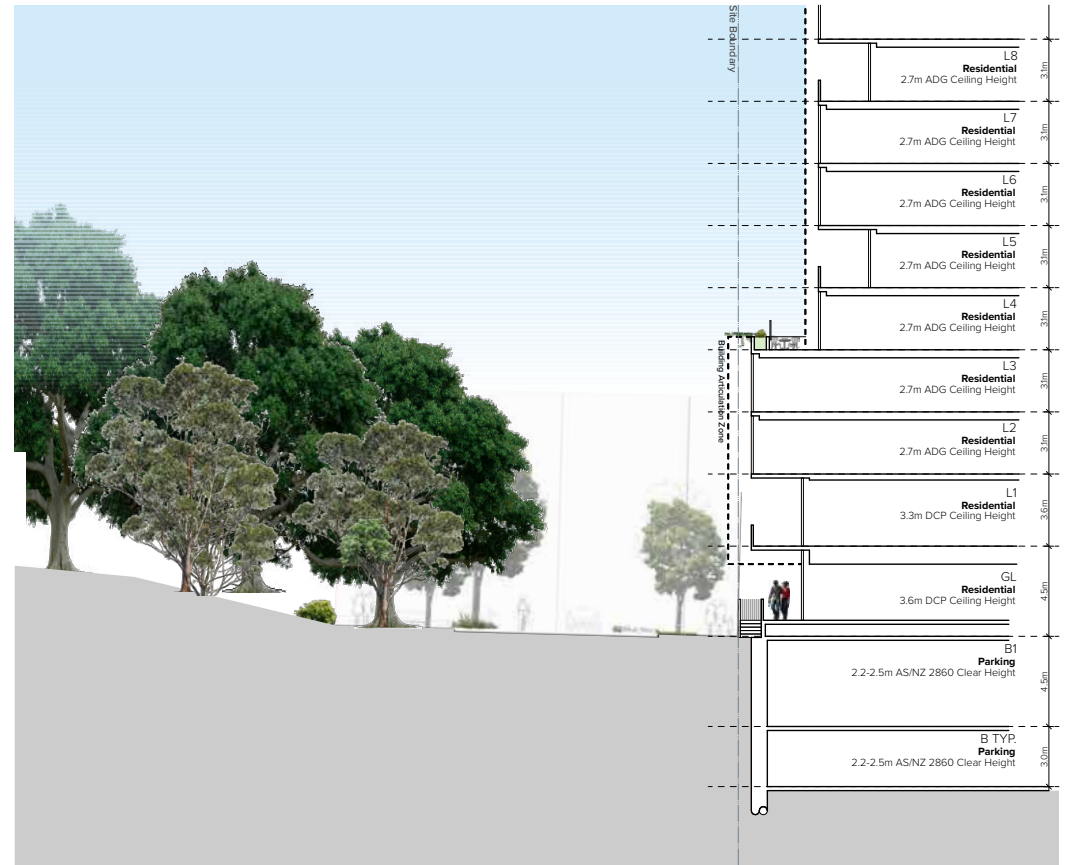 Site Boundary
L8
Residential
2.7m ADG Ceiling Height
3.1m
L7
Residential
2.7m ADG Ceiling Height
3.1m
L6
Residential
2.7m ADG Ceiling Height
3.1m
L5
Residential
2.7m ADG Ceiling Height
3.1m
L4
Residential
2.7m ADG Ceiling Height
3.1m
Building Articulation Zone
L3
Residential
2.7m ADG Ceiling Height
3.1m
L2
Residential
2.7m ADG Ceiling Height
3.1m
L1
Residential
3.3m DCP Ceiling Height
3.6m
GL
Residential
3.6m DCP Ceiling Height
4.5m
B1
Parking
2.2-2.5m AS/NZ 2860 Clear Height
4.5m
B TYP.
Parking
2.2-2.5m AS/NZ 2860 Clear Height
3.0m